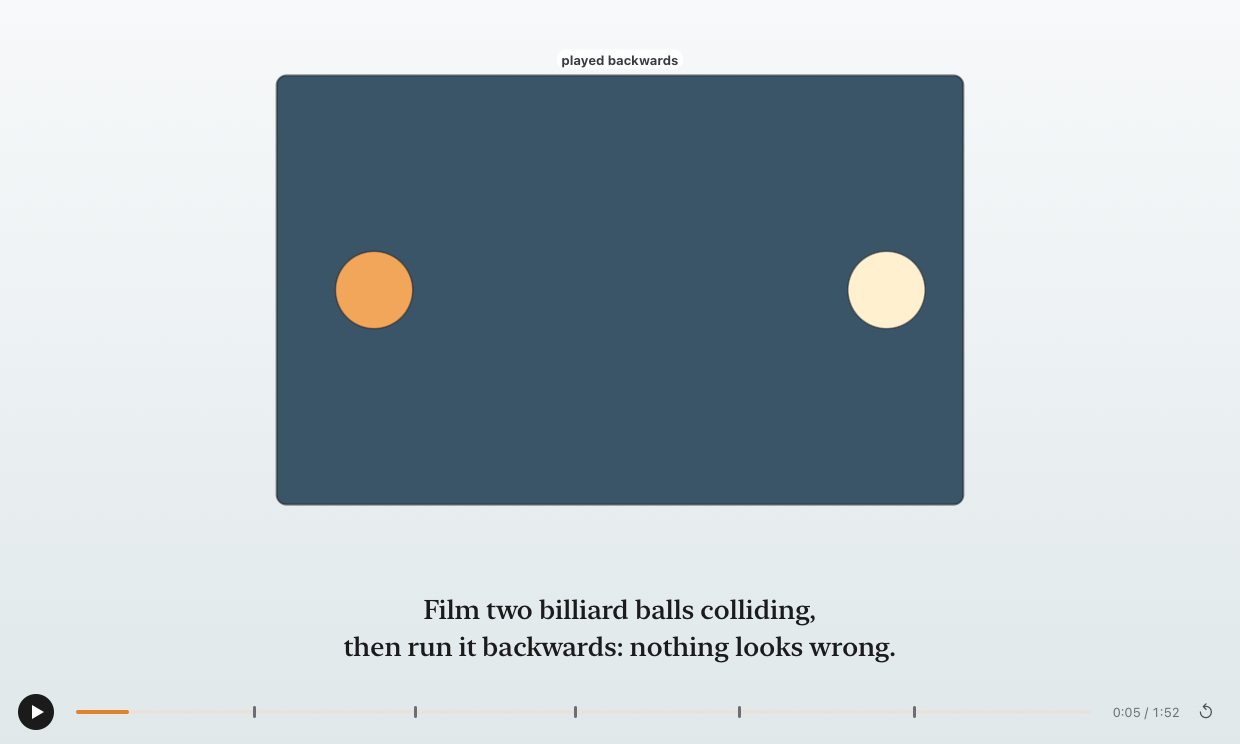 played backwards
Film two billiard balls colliding,
then run it backwards: nothing looks wrong.
0:05 / 1:52